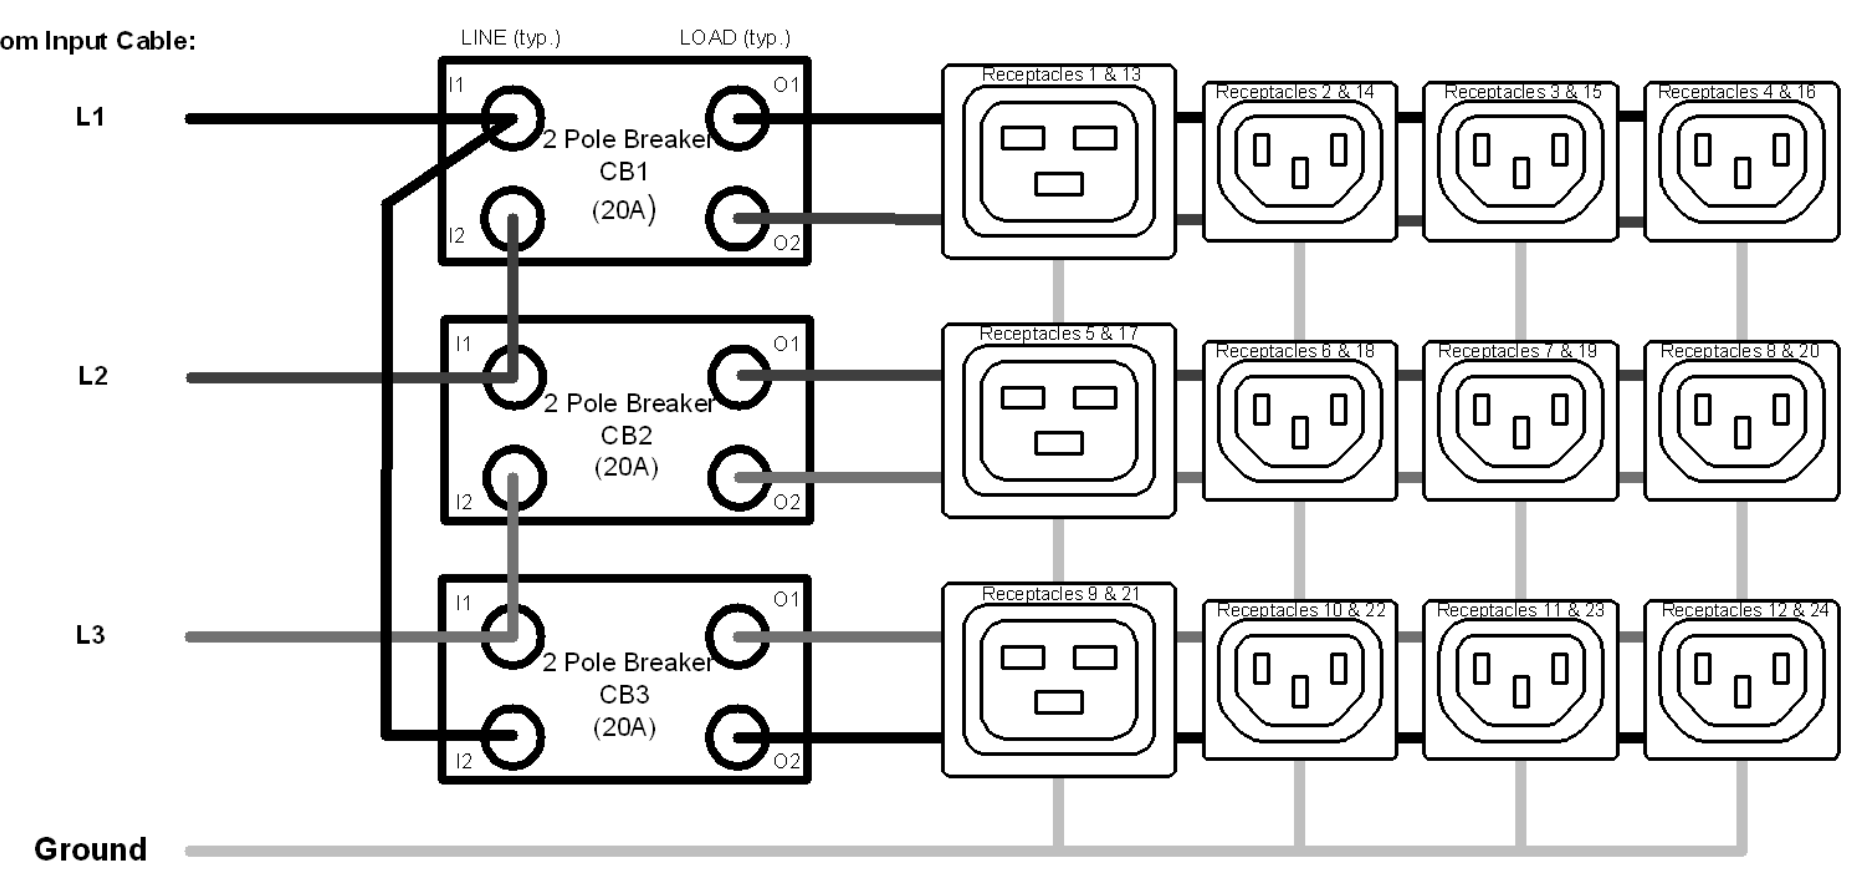 om Input Cable:
LINE (typ.)
LOAD (typ.)
L1
I1
O1
2 Pole Breaker
CB1
(20A)
I2
O2
Receptacles 1 & 13
Receptacles 2 & 14
Receptacles 3 & 15
Receptacles 4 & 16
L2
I1
O1
2 Pole Breaker
CB2
(20A)
I2
O2
Receptacles 5 & 17
Receptacles 6 & 18
Receptacles 7 & 19
Receptacles 8 & 20
L3
I1
O1
2 Pole Breaker
CB3
(20A)
I2
O2
Receptacles 9 & 21
Receptacles 10 & 22
Receptacles 11 & 23
Receptacles 12 & 24
Ground